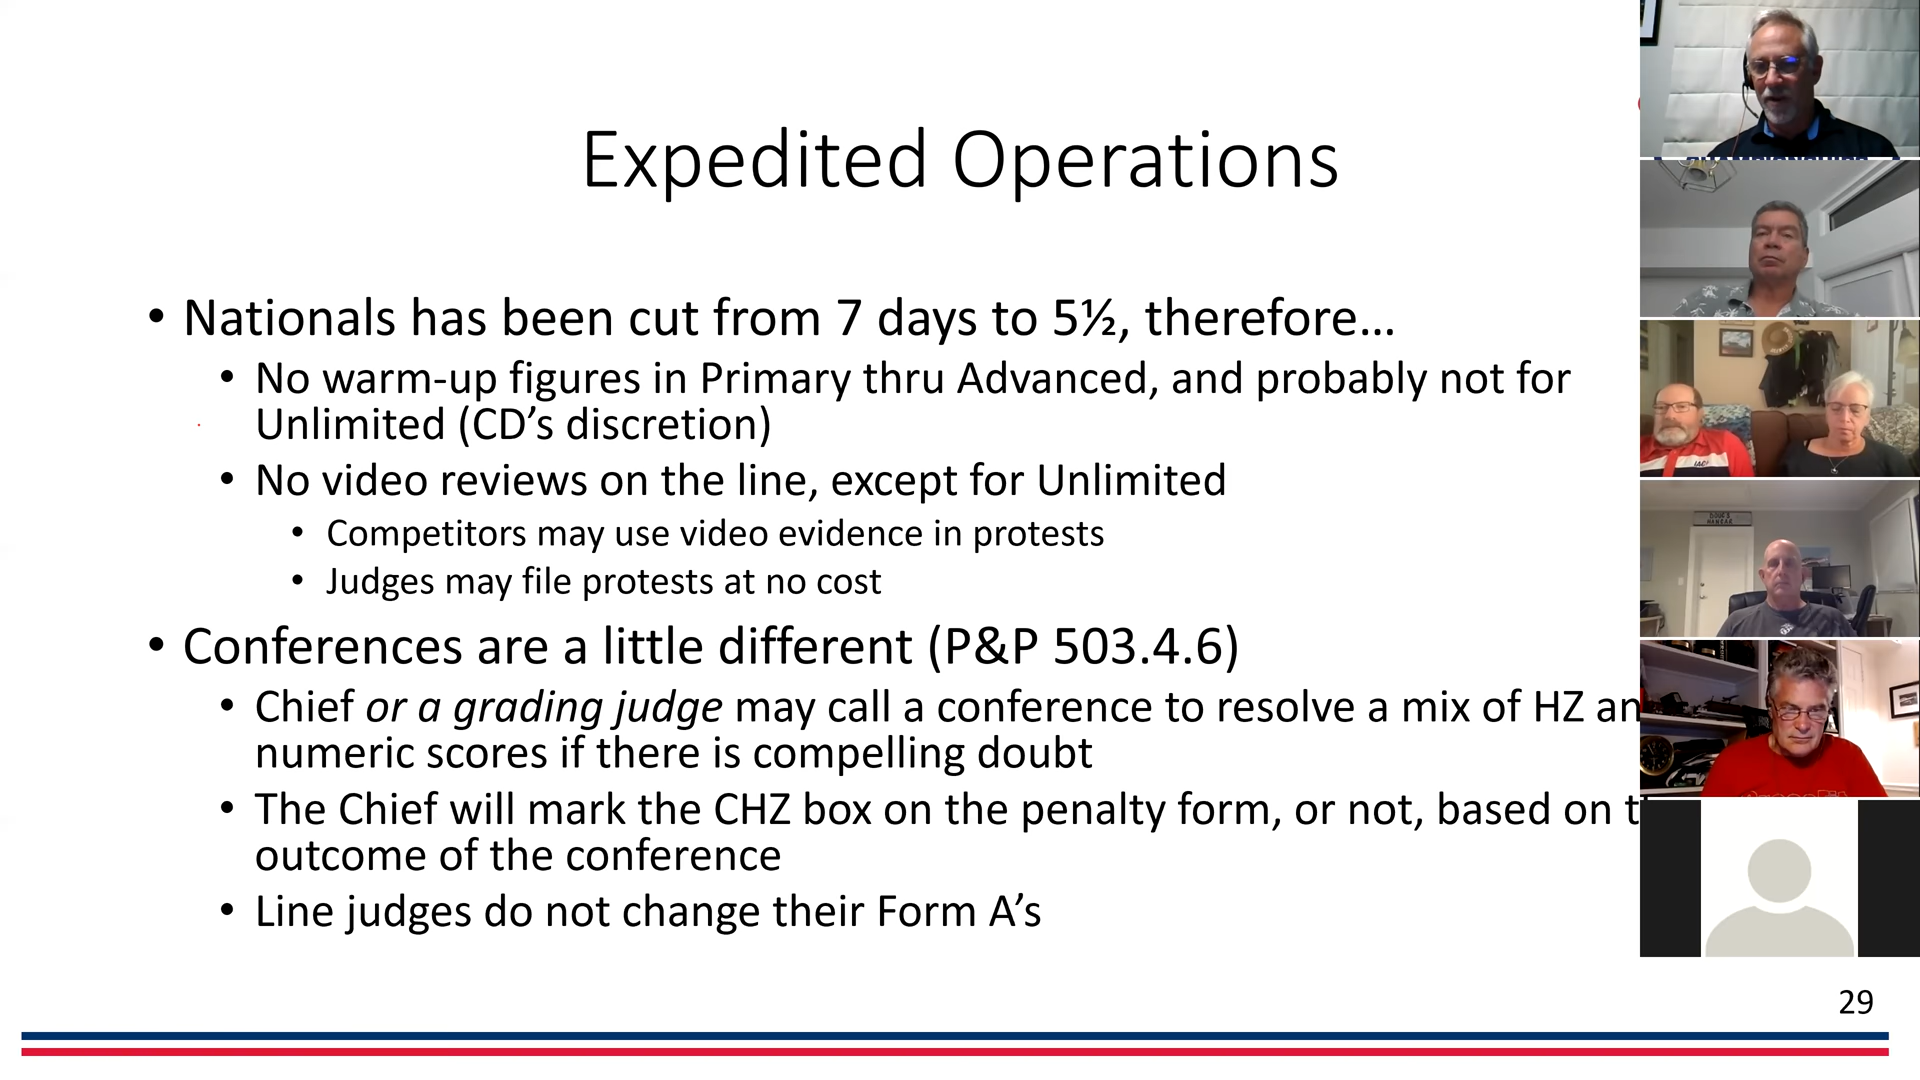 Expedited Operations
• Nationals has been cut from 7 days to 5½, therefore…
• No warm-up figures in Primary thru Advanced, and probably not for
Unlimited (CD’s discretion)
• No video reviews on the line, except for Unlimited
• Competitors may use video evidence in protests
• Judges may file protests at no cost
• Conferences are a little different (P&P 503.4.6)
• Chief or a grading judge may call a conference to resolve a mix of HZ an
numeric scores if there is compelling doubt
• The Chief will mark the CHZ box on the penalty form, or not, based on t
outcome of the conference
• Line judges do not change their Form A’s
29
IAC
DOUG'S
HANGAR